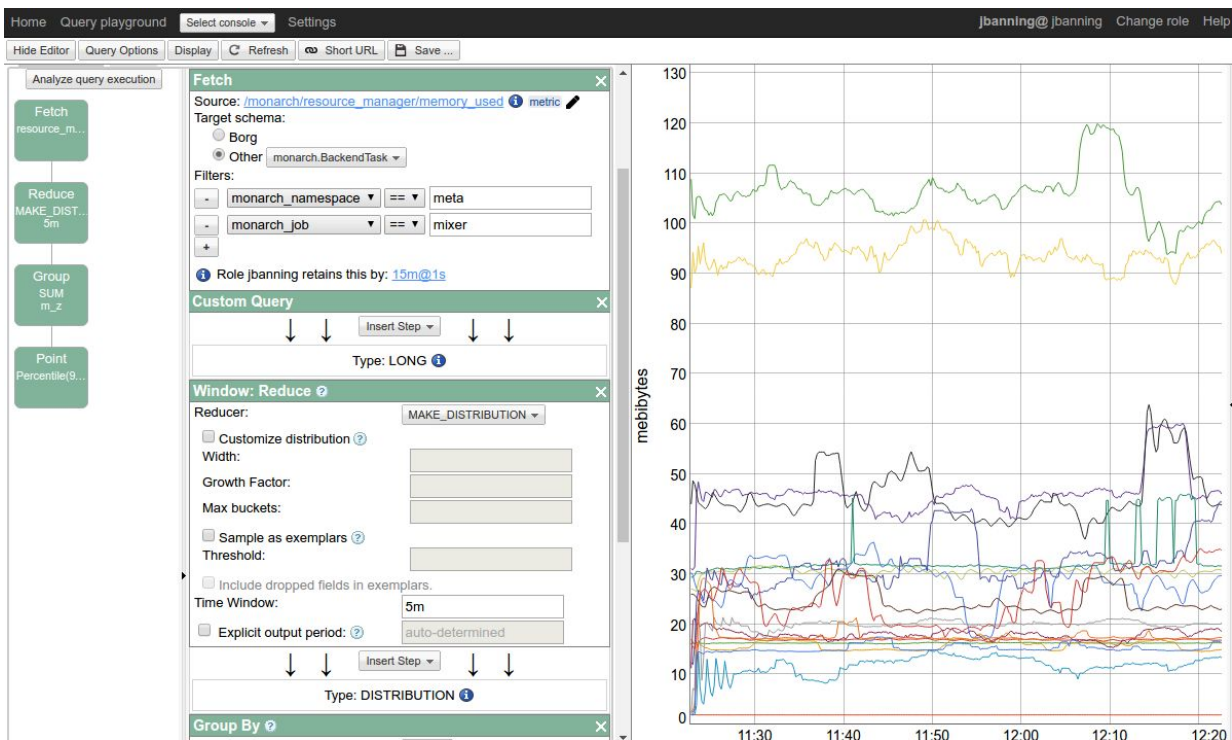 Home Query playground Select console Settings jbanning@ jbanning Change role Help
Hide Editor Query Options Display Refresh Short URL Save ...
Analyze query execution
Fetch
resource_m...
Reduce
MAKE_DIST...
5m
Group
SUM
m_z
Point
Percentile(9...
Fetch
Source: /monarch/resource_manager/memory_used metric
Target schema:
Borg
Other monarch.BackendTask
Filters:
- monarch_namespace == meta
- monarch_job == mixer
+
Role jbanning retains this by: 15m@1s
Custom Query
Insert Step
Type: LONG
Window: Reduce
Reducer: MAKE_DISTRIBUTION
Customize distribution
Width:
Growth Factor:
Max buckets:
Sample as exemplars
Threshold:
Include dropped fields in exemplars.
Time Window: 5m
Explicit output period: auto-determined
Insert Step
Type: DISTRIBUTION
Group By
mebibytes
130
120
110
100
90
80
70
60
50
40
30
20
10
0
11:30 11:40 11:50 12:00 12:10 12:20